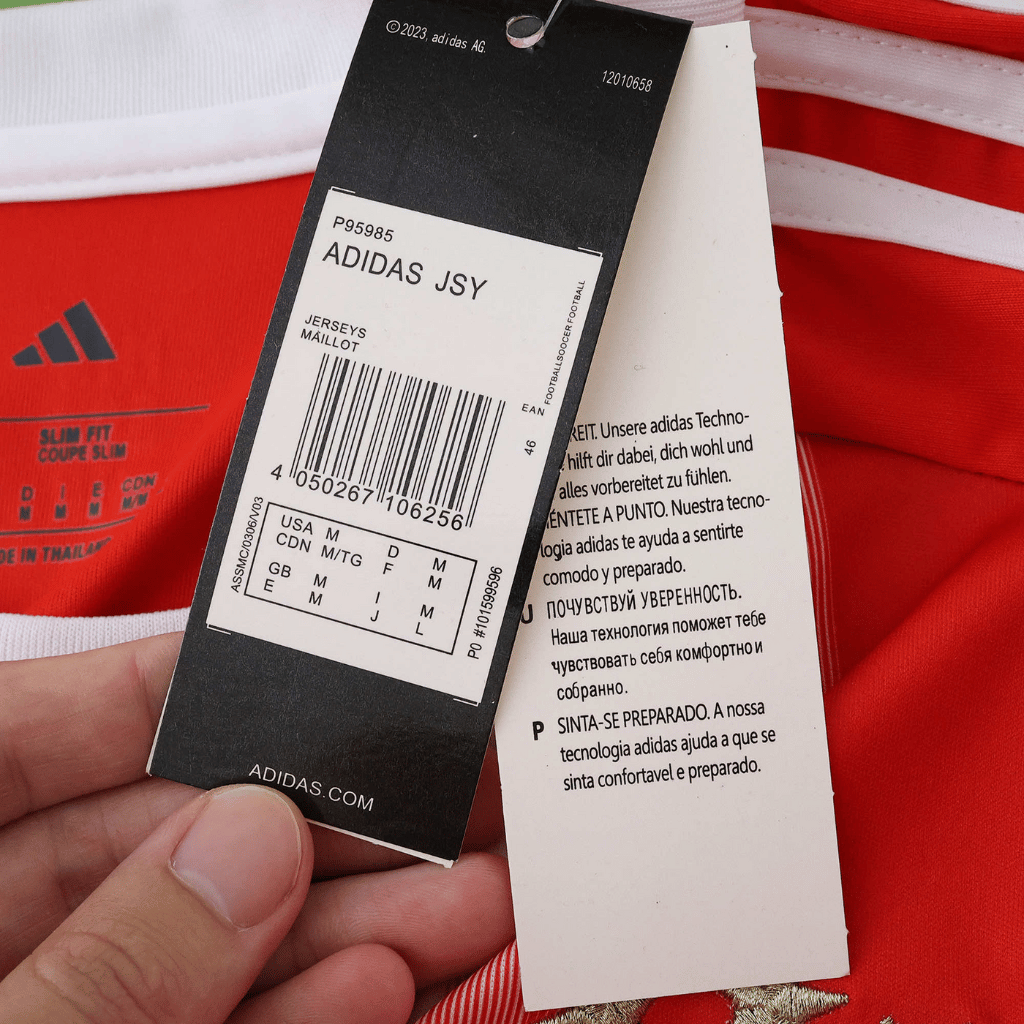 ©2023, adidas AG.
12010658
P95985
ADIDAS JSY
JERSEYS
MAILLOT
FOOTBALLSOCCER FOOTBALL
EAN
46
4 050267 106256
ASSMC/0306/V03
USA M D M
CDN M/TG F M
GB M I M
E M J L
PO #101599596
ADIDAS.COM
SLIM FIT
COUPE SLIM
D I E CDN
M M M M/M
DE IN THAILAN
REIT. Unsere adidas Techno-
hilft dir dabei, dich wohl und
alles vorbereitet zu fühlen.
IÉNTETE A PUNTO. Nuestra tecno-
logia adidas te ayuda a sentirte
comodo y preparado.
U ПОЧУВСТВУЙ УВЕРЕННОСТЬ.
Наша технология поможет тебе
чувствовать себя комфортно и
собранно.
P SINTA-SE PREPARADO. A nossa
tecnologia adidas ajuda a que se
sinta confortavel e preparado.